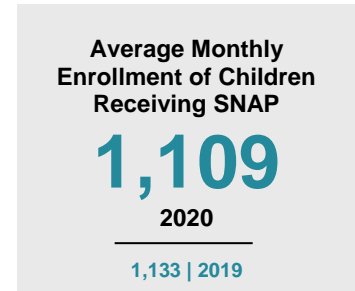 Average Monthly
Enrollment of Children
Receiving SNAP
1,109
2020
1,133 | 2019